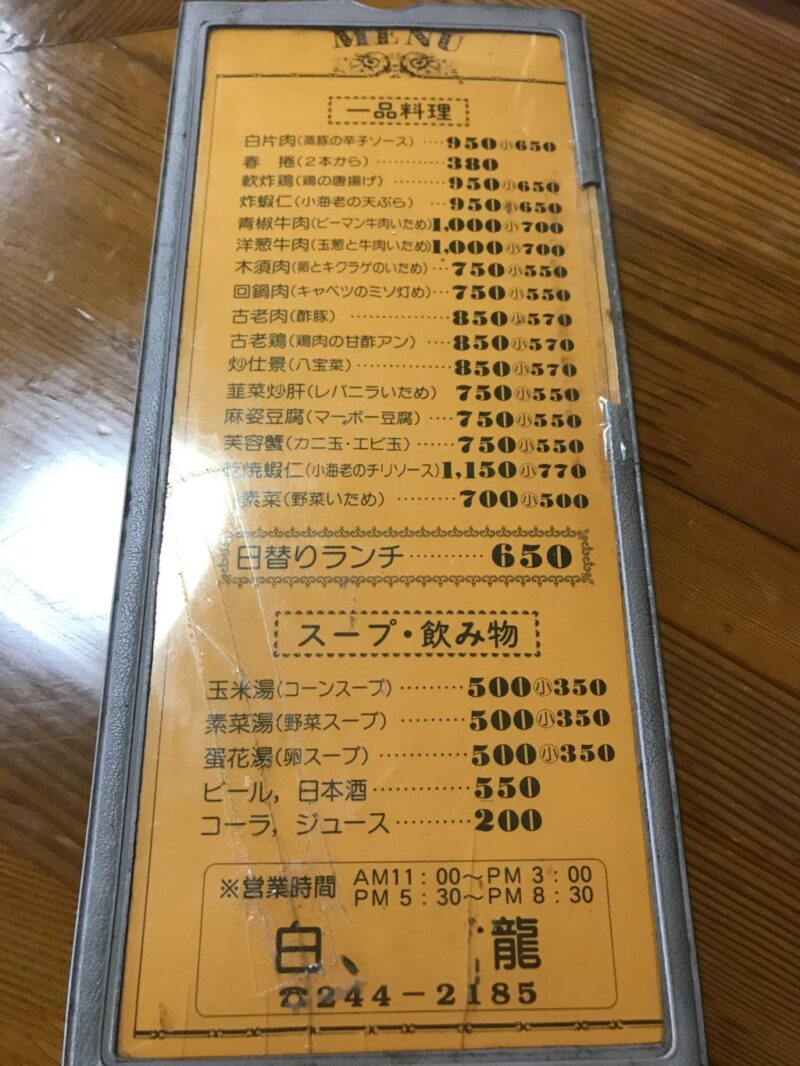 MENU
一品料理
白片肉(蒸豚の辛子ソース)‥‥950㊥650
春　捲(2本から)‥‥‥‥‥‥380
軟炸鶏(鶏の唐揚げ)‥‥‥‥950㊥650
炸蝦仁(小海老の天ぷら)‥‥950小650
青椒牛肉(ピーマン牛肉いため)1,000小700
洋葱牛肉(玉葱と牛肉いため)1,000小700
木須肉(卵とキクラゲのいため)‥‥750小550
回鍋肉(キャベツのミソ灯め)‥‥750小550
古老肉(酢豚)‥‥‥‥‥‥850小570
古老鶏(鶏肉の甘酢アン)‥‥850小570
炒仕景(八宝菜)‥‥‥‥‥‥850小570
韮菜炒肝(レバニラいため) 750小550
麻姿豆腐(マーボー豆腐)‥‥750小550
芙容蟹(カニ玉・エビ玉)‥‥‥750小550
乾焼蝦仁(小海老のチリソース)1,150小770
素菜(野菜いため)‥‥‥‥700小500
日替りランチ‥‥‥‥‥650
スープ・飲み物
玉米湯(コーンスープ)‥‥‥‥500小350
素菜湯(野菜スープ)‥‥‥‥500小350
蛋花湯(卵スープ)‥‥‥‥‥500小350
ビール, 日本酒‥‥‥‥‥‥550
コーラ, ジュース‥‥‥‥‥200
※営業時間 AM11:00〜PM 3:00
PM 5:30〜PM 8:30
白 龍
☎244-2185